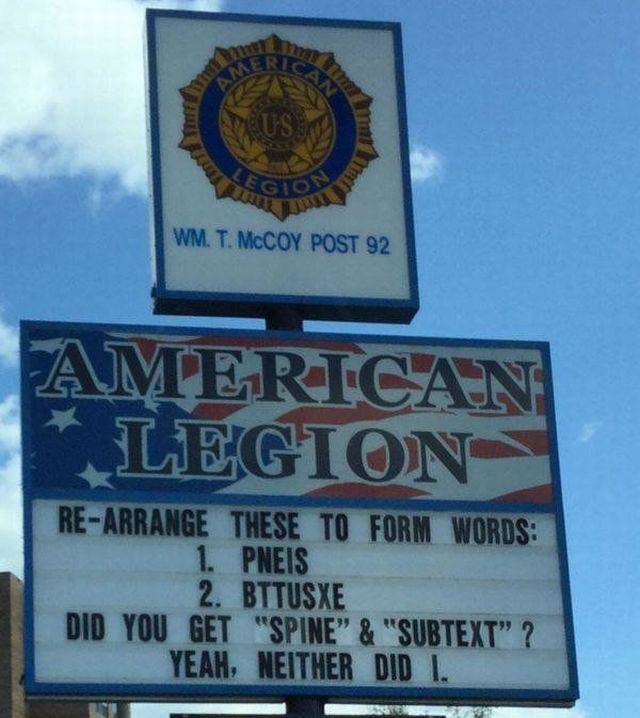 AMERICAN
U.S
LEGION
WM. T. McCOY POST 92
AMERICAN
LEGION
RE-ARRANGE THESE TO FORM WORDS:
1. PNEIS
2. BTTUSXE
DID YOU GET "SPINE" & "SUBTEXT" ?
YEAH, NEITHER DID I.